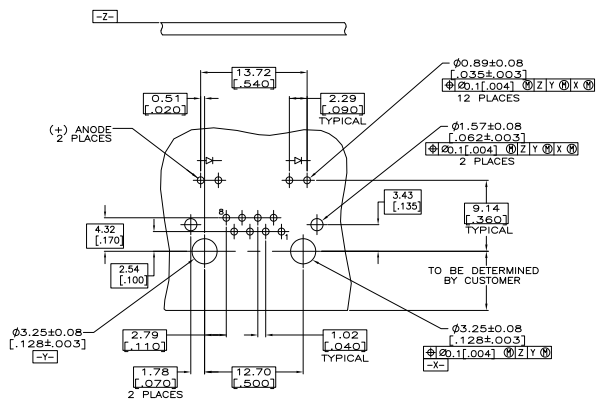 -Z-
13.72
[.540]
Ø0.89±0.08
[.035±.003]
⌖ Ø0.1[.004] Ⓜ Z Y Ⓜ X Ⓜ
12 PLACES
0.51
[.020]
2.29
[.090]
TYPICAL
(+) ANODE
2 PLACES
Ø1.57±0.08
[.062±.003]
⌖ Ø0.1[.004] Ⓜ Z Y Ⓜ X Ⓜ
2 PLACES
3.43
[.135]
9.14
[.360]
TYPICAL
8
1
4.32
[.170]
2.54
[.100]
TO BE DETERMINED
BY CUSTOMER
Ø3.25±0.08
[.128±.003]
-Y-
2.79
[.110]
1.02
[.040]
TYPICAL
Ø3.25±0.08
[.128±.003]
⌖ Ø0.1[.004] Ⓜ Z Y Ⓜ
-X-
1.78
[.070]
2 PLACES
12.70
[.500]